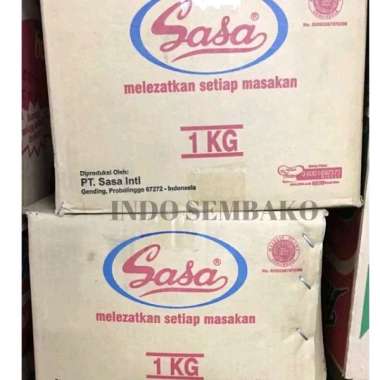 Sasa®
melezatkan setiap masakan
1 KG
Diproduksi Oleh:
PT. Sasa Inti
Gending, Probolinggo 67272 - Indonesia
INDO SEMBAKO
Sasa®
melezatkan setiap masakan
1 KG